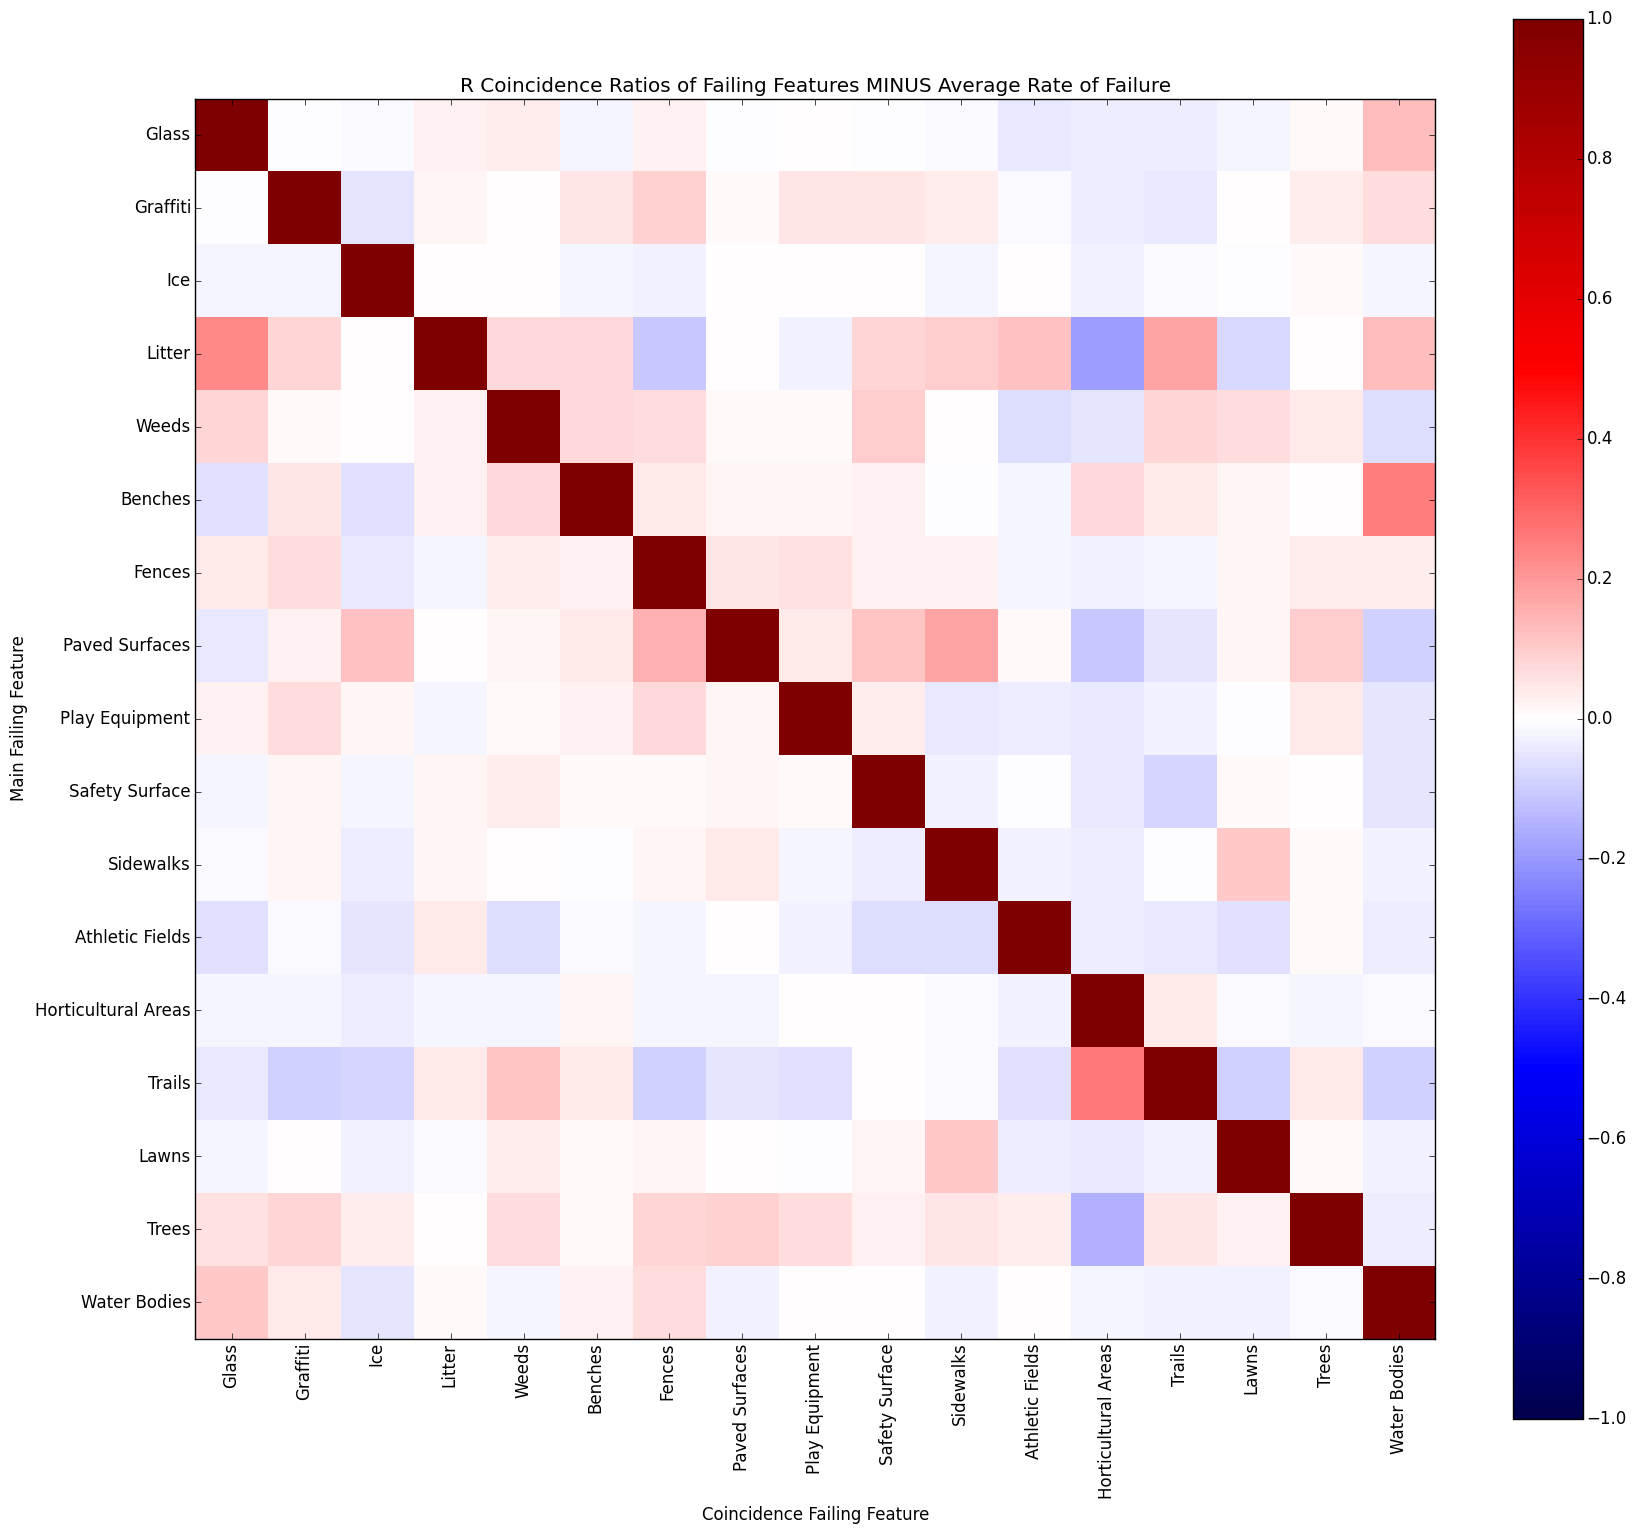 R Coincidence Ratios of Failing Features MINUS Average Rate of Failure
Main Failing Feature
Glass
Graffiti
Ice
Litter
Weeds
Benches
Fences
Paved Surfaces
Play Equipment
Safety Surface
Sidewalks
Athletic Fields
Horticultural Areas
Trails
Lawns
Trees
Water Bodies
Glass
Graffiti
Ice
Litter
Weeds
Benches
Fences
Paved Surfaces
Play Equipment
Safety Surface
Sidewalks
Athletic Fields
Horticultural Areas
Trails
Lawns
Trees
Water Bodies
Coincidence Failing Feature
1.0
0.8
0.6
0.4
0.2
0.0
−0.2
−0.4
−0.6
−0.8
−1.0